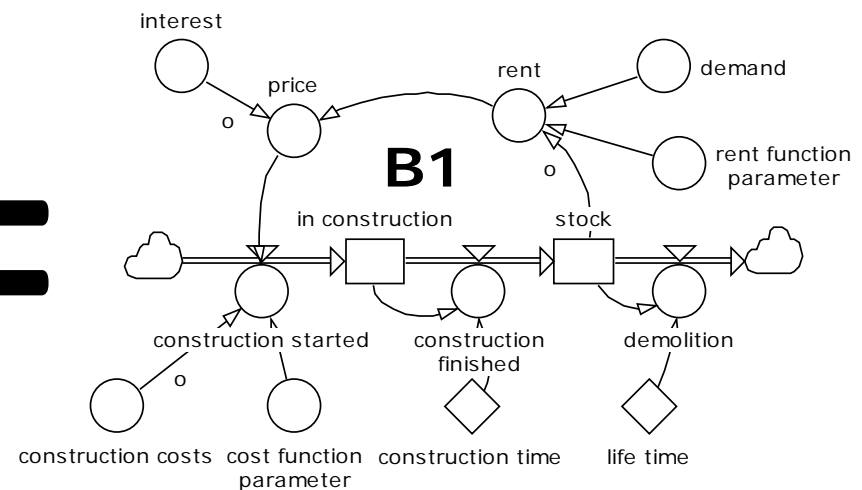 interest
price
rent
demand
o
B1
o
rent function
parameter
in construction
stock
construction started
construction
finished
demolition
o
construction costs
cost function
parameter
construction time
life time